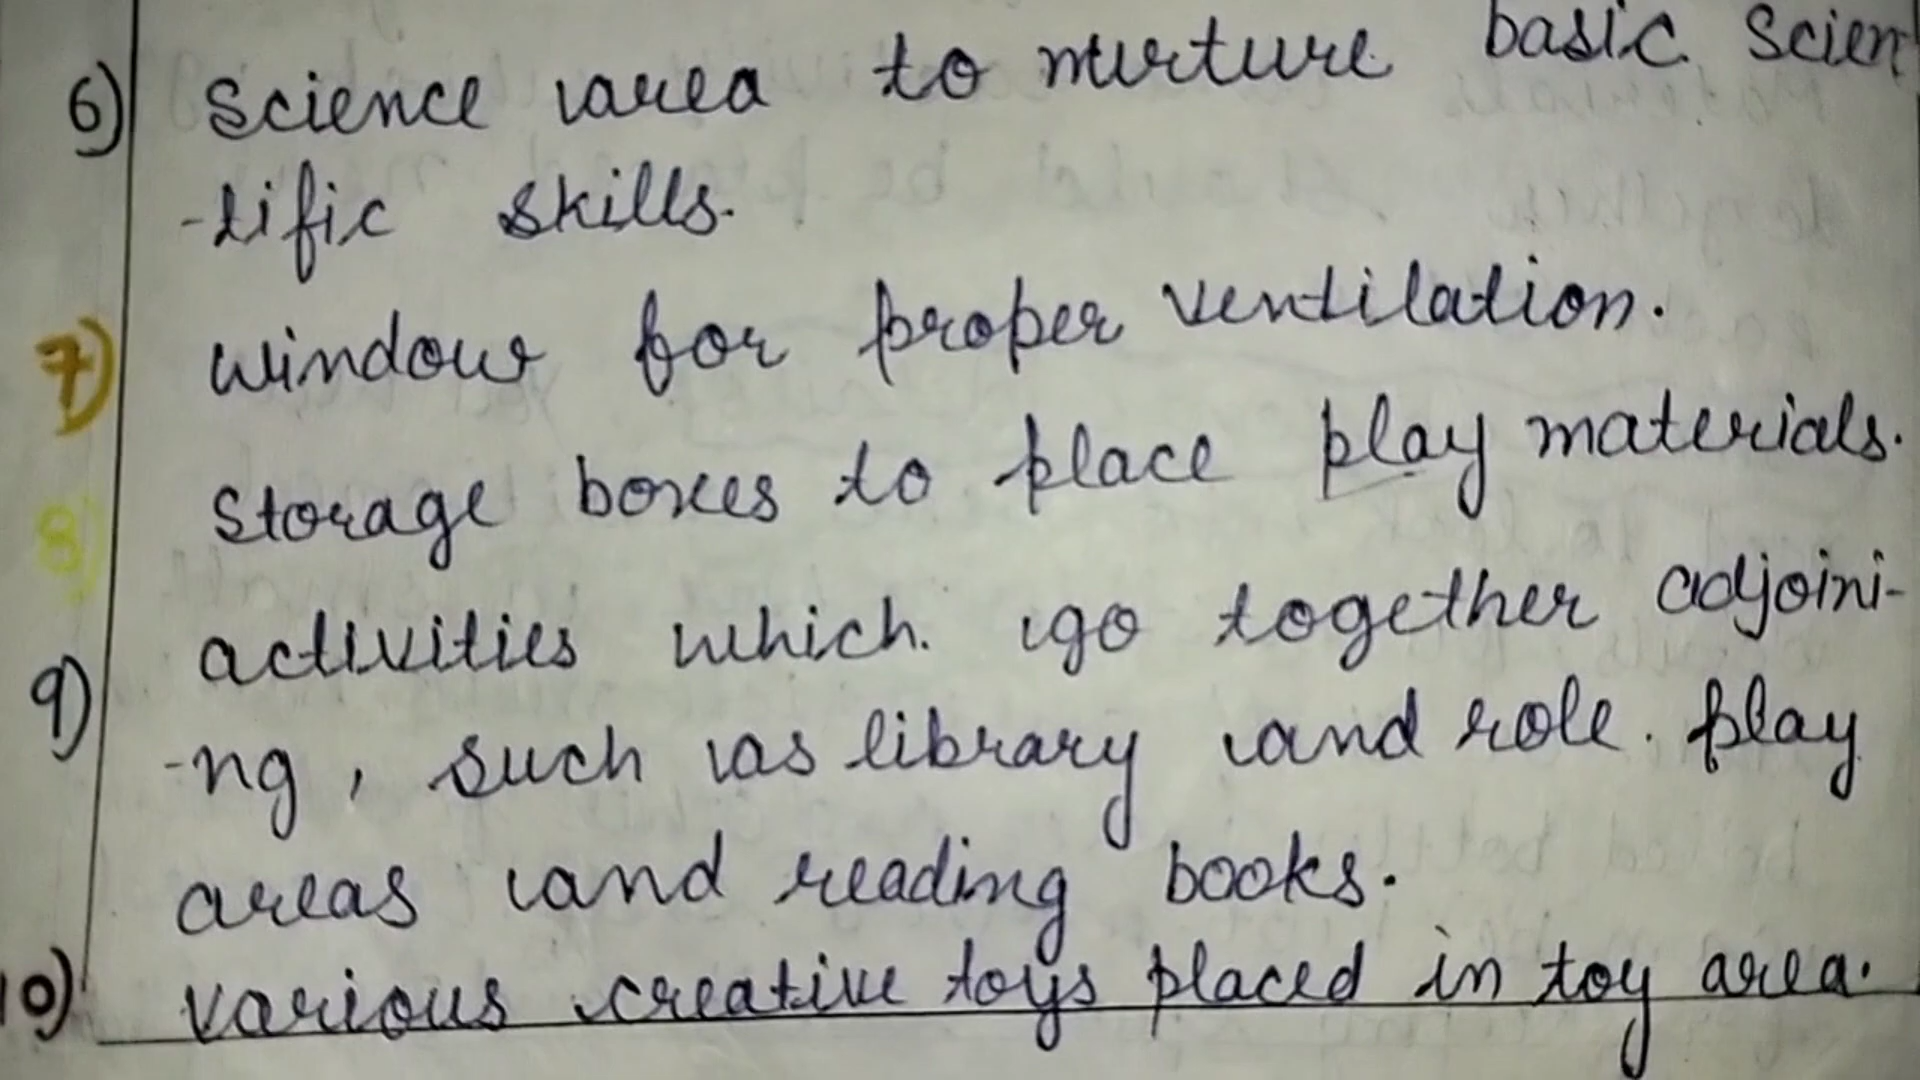 6) Science area to nurture basic Scien
-tific skills.
7) window for proper ventilation.
8) Storage boxes to place play materials.
9) activities which go together adjoini-
-ng, such as library and role. play
areas and reading books.
10) various creative toys placed in toy area.